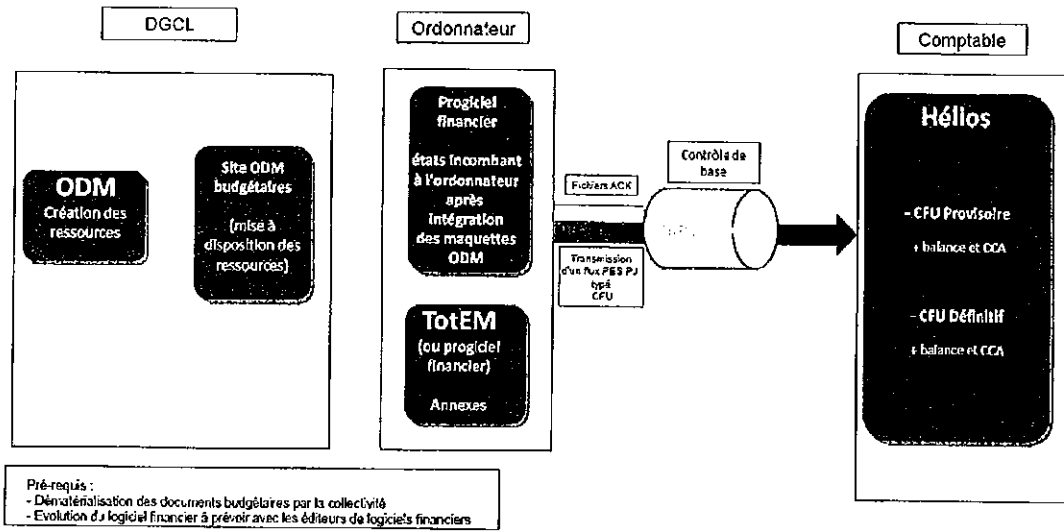 DGCL
Ordonnateur
Comptable
ODM
Création des
ressources
Site ODM
budgétaires
(mise à
disposition des
ressources)
Progiciel
financier
états incombant
à l'ordonnateur
après
intégration
des maquettes
ODM
TotEM
(ou progiciel
financier)
Annexes
Fichiers ACK
Transmission
d'un flux PES PJ
typé
CFU
Contrôle de
base
Hélios
- CFU Provisoire
+ balance et CCA
- CFU Définitif
+ balance et CCA
Pré-requis :
- Dématérialisation des documents budgétaires par la collectivité
- Evolution du logiciel financier à prévoir avec les éditeurs de logiciels financiers